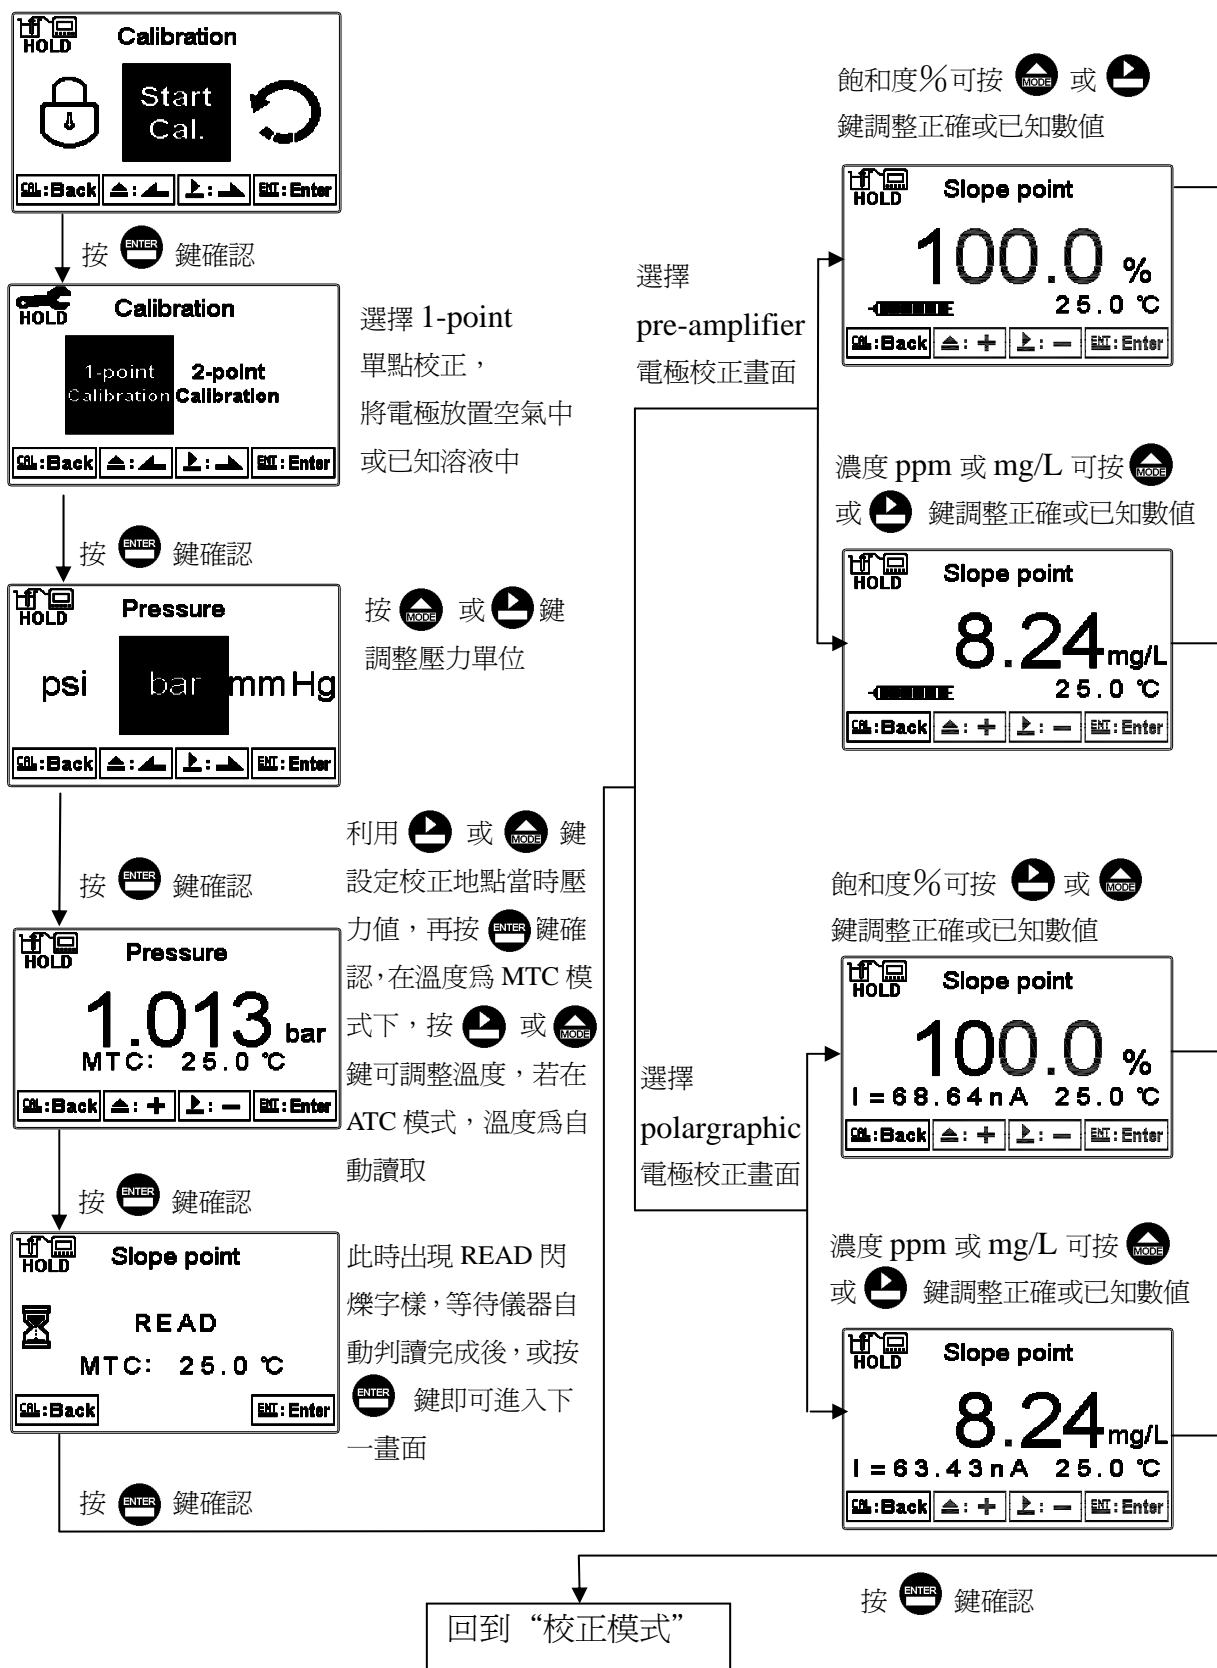 HOLD
Calibration
Start
Cal.
CAL:Back
ENT:Enter
按 ENTER 鍵確認
HOLD
Calibration
1-point
Calibration
2-point
Calibration
CAL:Back
ENT:Enter
選擇 1-point
單點校正，
將電極放置空氣中
或已知溶液中
按 ENTER 鍵確認
HOLD
Pressure
psi bar mmHg
CAL:Back
ENT:Enter
按 MODE 或 鍵
調整壓力單位
按 ENTER 鍵確認
HOLD
Pressure
1.013 bar
MTC: 25.0 ℃
CAL:Back
: +
: −
ENT:Enter
利用 或 MODE 鍵
設定校正地點當時壓
力值，再按 ENTER 鍵確
認，在溫度爲 MTC 模
式下，按 或 MODE
鍵可調整溫度，若在
ATC 模式，溫度爲自
動讀取
按 ENTER 鍵確認
HOLD
Slope point
READ
MTC: 25.0 ℃
CAL:Back
ENT:Enter
此時出現 READ 閃
爍字樣，等待儀器自
動判讀完成後，或按
ENTER 鍵即可進入下
一畫面
按 ENTER 鍵確認
選擇
pre-amplifier
電極校正畫面
飽和度%可按 MODE 或
鍵調整正確或已知數值
HOLD
Slope point
100.0 %
25.0 ℃
CAL:Back
: +
: −
ENT:Enter
濃度 ppm 或 mg/L 可按 MODE
或 鍵調整正確或已知數值
HOLD
Slope point
8.24 mg/L
25.0 ℃
CAL:Back
: +
: −
ENT:Enter
選擇
polargraphic
電極校正畫面
飽和度%可按 或 MODE
鍵調整正確或已知數值
HOLD
Slope point
100.0 %
I=68.64nA 25.0 ℃
CAL:Back
: +
: −
ENT:Enter
濃度 ppm 或 mg/L 可按 MODE
或 鍵調整正確或已知數值
HOLD
Slope point
8.24 mg/L
I=63.43nA 25.0 ℃
CAL:Back
: +
: −
ENT:Enter
按 ENTER 鍵確認
回到“校正模式”